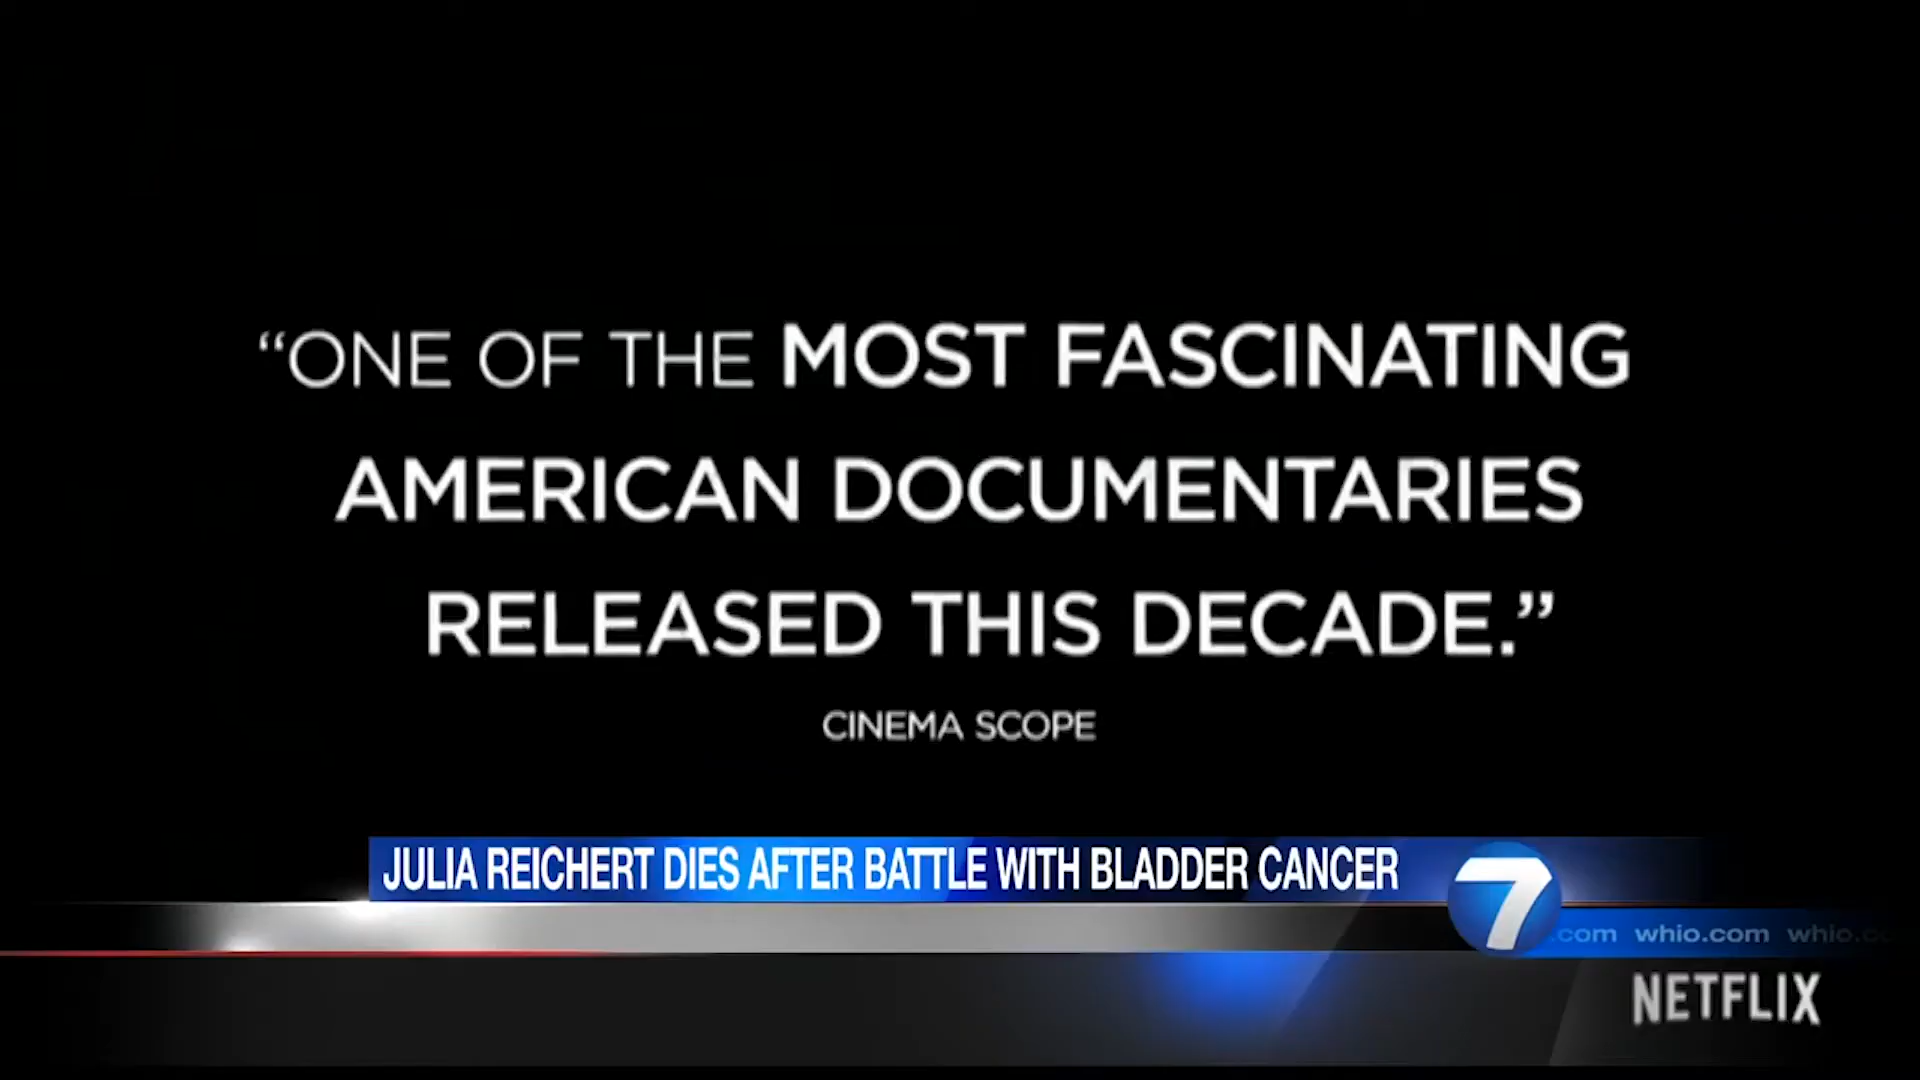 “ONE OF THE MOST FASCINATING
AMERICAN DOCUMENTARIES
RELEASED THIS DECADE.”
CINEMA SCOPE
JULIA REICHERT DIES AFTER BATTLE WITH BLADDER CANCER
7
.com whio.com whio.c
NETFLIX